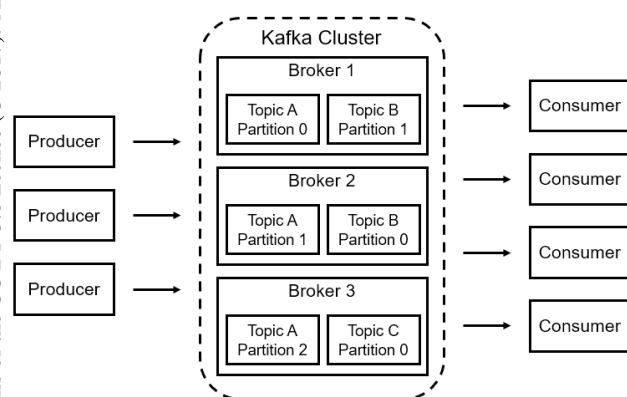 Kafka Cluster
Broker 1
Topic A
Partition 0
Topic B
Partition 1
Broker 2
Topic A
Partition 1
Topic B
Partition 0
Broker 3
Topic A
Partition 2
Topic C
Partition 0
Producer
Producer
Producer
Consumer
Consumer
Consumer
Consumer